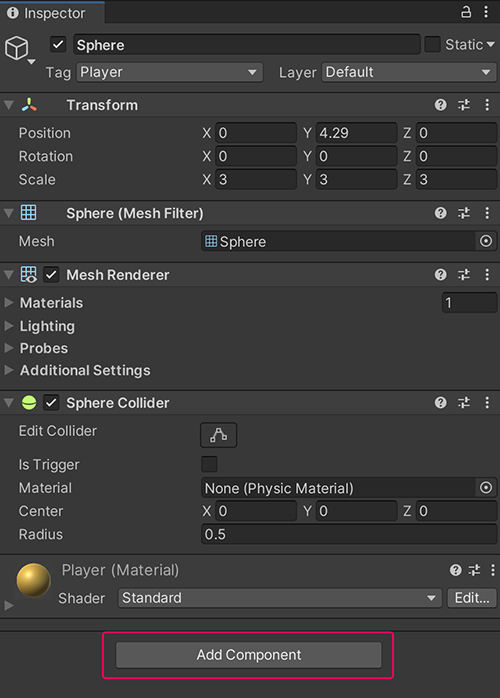 Inspector
Sphere Static
Tag Player Layer Default
Transform
Position X 0 Y 4.29 Z 0
Rotation X 0 Y 0 Z 0
Scale X 3 Y 3 Z 3
Sphere (Mesh Filter)
Mesh Sphere
Mesh Renderer
Materials 1
Lighting
Probes
Additional Settings
Sphere Collider
Edit Collider
Is Trigger
Material None (Physic Material)
Center X 0 Y 0 Z 0
Radius 0.5
Player (Material)
Shader Standard Edit...
Add Component